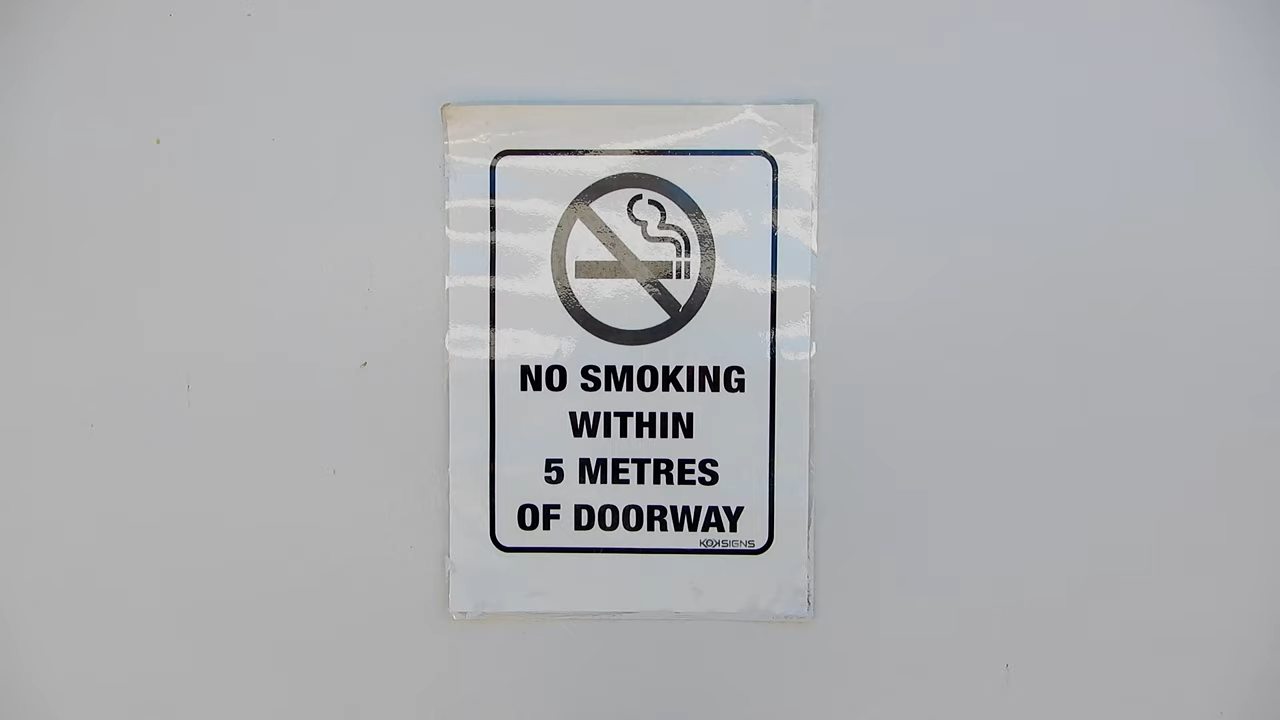 NO SMOKING
WITHIN
5 METRES
OF DOORWAY
KOKSIGNS